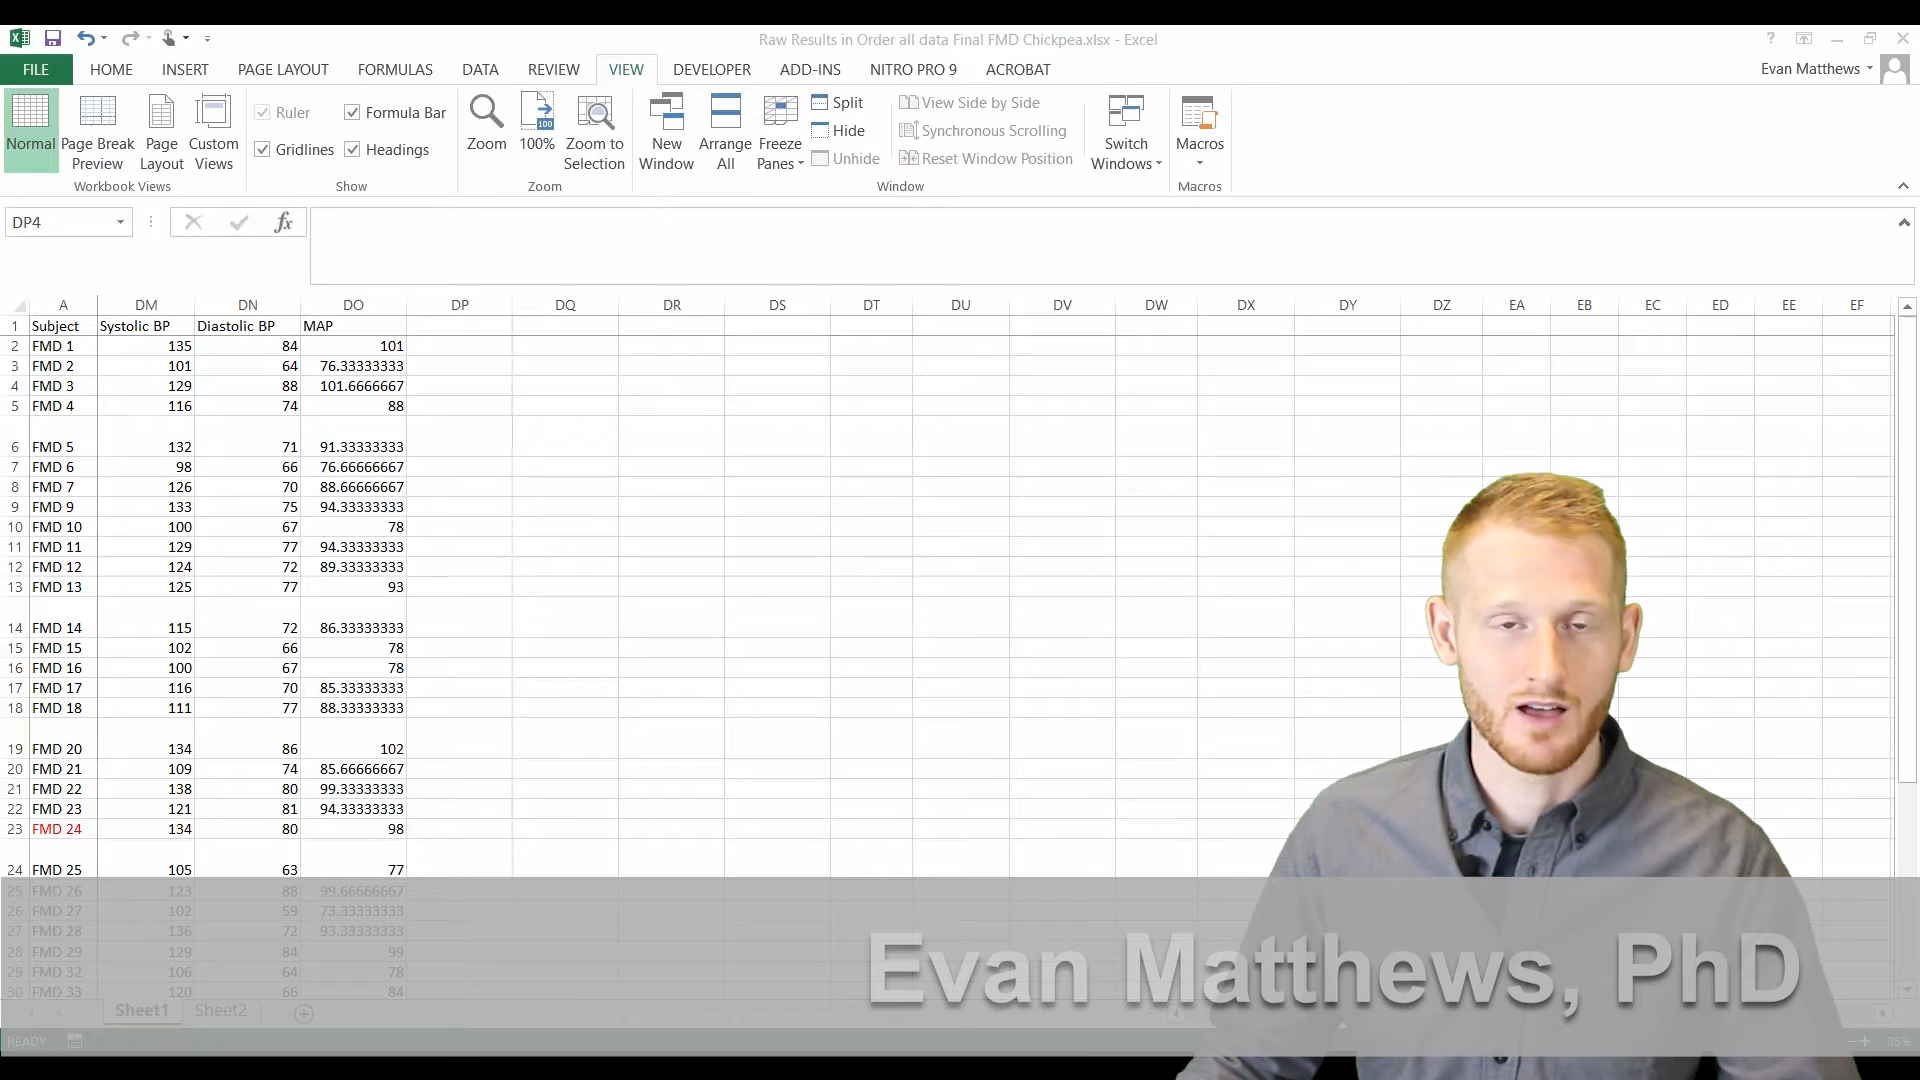 Raw Results in Order all data Final FMD Chickpea.xlsx - Excel
FILE HOME INSERT PAGE LAYOUT FORMULAS DATA REVIEW VIEW DEVELOPER ADD-INS NITRO PRO 9 ACROBAT Evan Matthews
Normal
Page Break Preview
Page Layout
Custom Views
Workbook Views
Ruler
Formula Bar
Gridlines
Headings
Show
Zoom
100%
Zoom to Selection
Zoom
New Window
Arrange All
Freeze Panes
Split
Hide
Unhide
View Side by Side
Synchronous Scrolling
Reset Window Position
Switch Windows
Window
Macros
Macros
DP4
fx
A DM DN DO DP DQ DR DS DT DU DV DW DX DY DZ EA EB EC ED EE EF
1 Subject Systolic BP Diastolic BP MAP
2 FMD 1 135 84 101
3 FMD 2 101 64 76.33333333
4 FMD 3 129 88 101.6666667
5 FMD 4 116 74 88
6 FMD 5 132 71 91.33333333
7 FMD 6 98 66 76.66666667
8 FMD 7 126 70 88.66666667
9 FMD 9 133 75 94.33333333
10 FMD 10 100 67 78
11 FMD 11 129 77 94.33333333
12 FMD 12 124 72 89.33333333
13 FMD 13 125 77 93
14 FMD 14 115 72 86.33333333
15 FMD 15 102 66 78
16 FMD 16 100 67 78
17 FMD 17 116 70 85.33333333
18 FMD 18 111 77 88.33333333
19 FMD 20 134 86 102
20 FMD 21 109 74 85.66666667
21 FMD 22 138 80 99.33333333
22 FMD 23 121 81 94.33333333
23 FMD 24 134 80 98
24 FMD 25 105 63 77
25 FMD 26 123 88 99.66666667
26 FMD 27 102 59 73.33333333
27 FMD 28 136 72 93.33333333
28 FMD 29 129 84 99
29 FMD 32 106 64 78
30 FMD 33 120 66 84
Evan Matthews, PhD
Sheet1 Sheet2
READY 95%